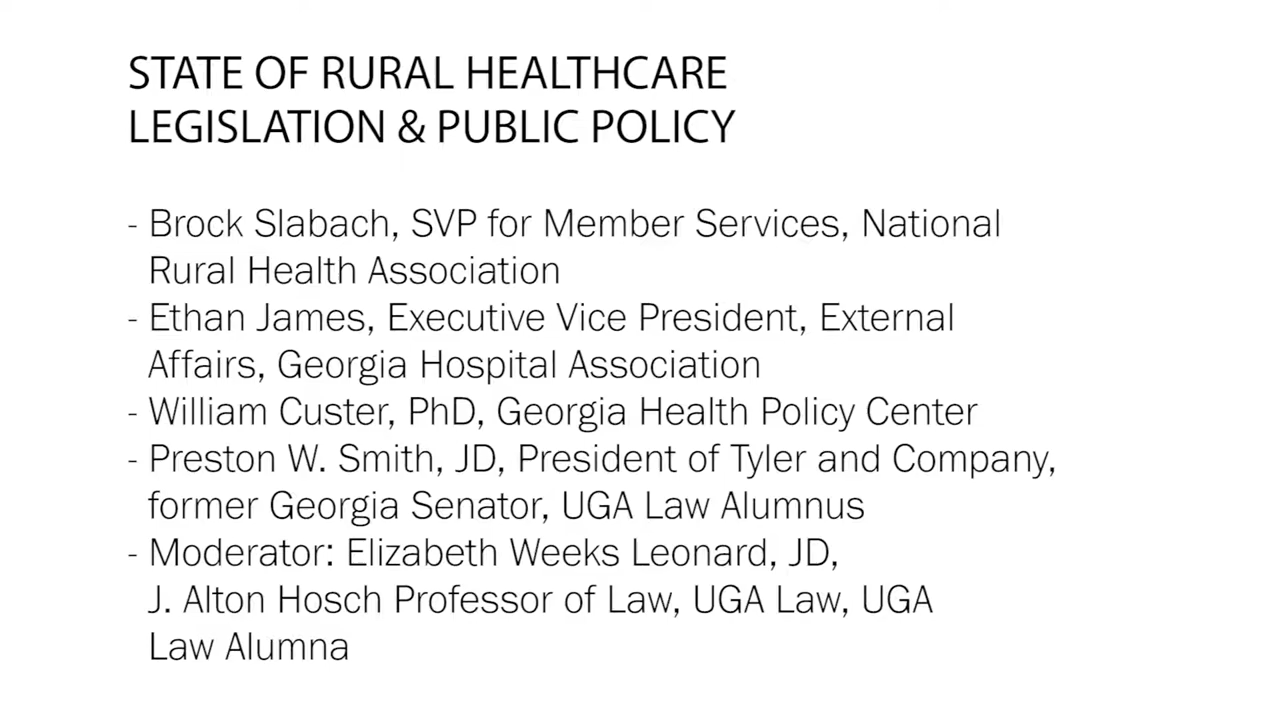 STATE OF RURAL HEALTHCARE
LEGISLATION & PUBLIC POLICY
- Brock Slabach, SVP for Member Services, National
Rural Health Association
- Ethan James, Executive Vice President, External
Affairs, Georgia Hospital Association
- William Custer, PhD, Georgia Health Policy Center
- Preston W. Smith, JD, President of Tyler and Company,
former Georgia Senator, UGA Law Alumnus
- Moderator: Elizabeth Weeks Leonard, JD,
J. Alton Hosch Professor of Law, UGA Law, UGA
Law Alumna